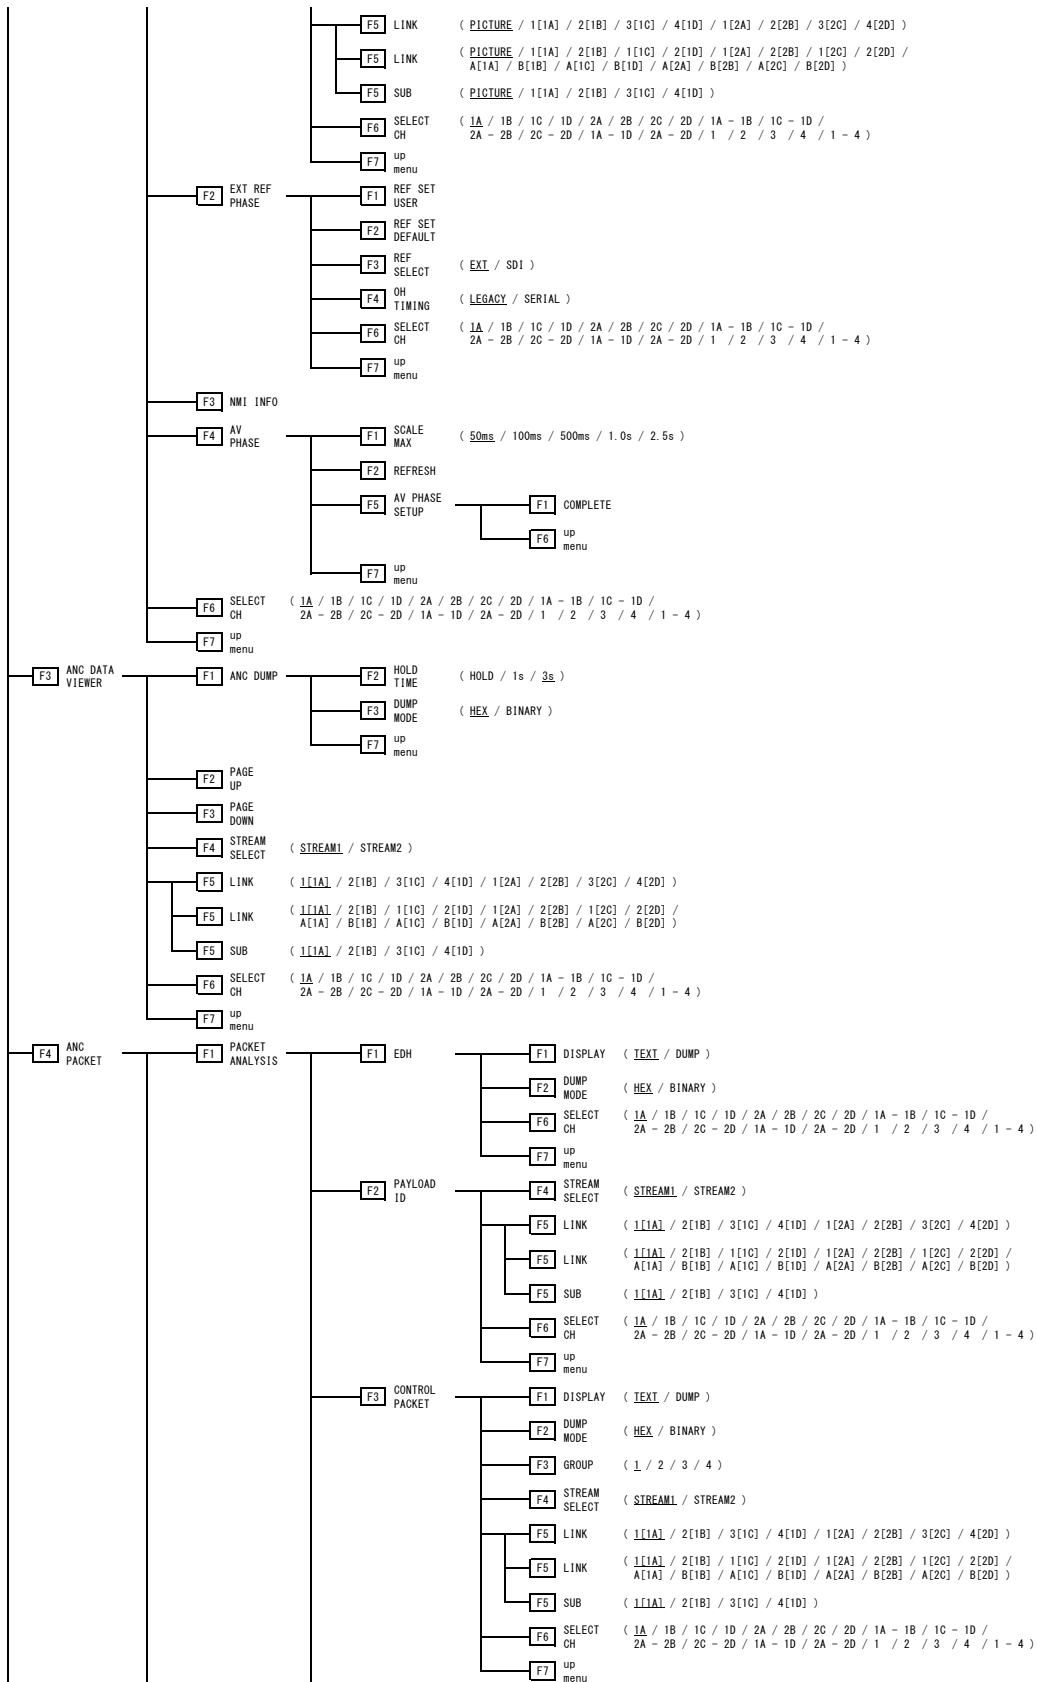 F5 LINK ( PICTURE / 1[1A] / 2[1B] / 3[1C] / 4[1D] / 1[2A] / 2[2B] / 3[2C] / 4[2D] )
F5 LINK ( PICTURE / 1[1A] / 2[1B] / 1[1C] / 2[1D] / 1[2A] / 2[2B] / 1[2C] / 2[2D] /
A[1A] / B[1B] / A[1C] / B[1D] / A[2A] / B[2B] / A[2C] / B[2D] )
F5 SUB ( PICTURE / 1[1A] / 2[1B] / 3[1C] / 4[1D] )
F6 SELECT CH ( 1A / 1B / 1C / 1D / 2A / 2B / 2C / 2D / 1A - 1B / 1C - 1D /
2A - 2B / 2C - 2D / 1A - 1D / 2A - 2D / 1 / 2 / 3 / 4 / 1 - 4 )
F7 up menu
F2 EXT REF PHASE
F1 REF SET USER
F2 REF SET DEFAULT
F3 REF SELECT ( EXT / SDI )
F4 OH TIMING ( LEGACY / SERIAL )
F6 SELECT CH ( 1A / 1B / 1C / 1D / 2A / 2B / 2C / 2D / 1A - 1B / 1C - 1D /
2A - 2B / 2C - 2D / 1A - 1D / 2A - 2D / 1 / 2 / 3 / 4 / 1 - 4 )
F7 up menu
F3 NMI INFO
F4 AV PHASE
F1 SCALE MAX ( 50ms / 100ms / 500ms / 1.0s / 2.5s )
F2 REFRESH
F5 AV PHASE SETUP
F1 COMPLETE
F6 up menu
F7 up menu
F6 SELECT CH ( 1A / 1B / 1C / 1D / 2A / 2B / 2C / 2D / 1A - 1B / 1C - 1D /
2A - 2B / 2C - 2D / 1A - 1D / 2A - 2D / 1 / 2 / 3 / 4 / 1 - 4 )
F7 up menu
F3 ANC DATA VIEWER
F1 ANC DUMP
F2 HOLD TIME ( HOLD / 1s / 3s )
F3 DUMP MODE ( HEX / BINARY )
F7 up menu
F2 PAGE UP
F3 PAGE DOWN
F4 STREAM SELECT ( STREAM1 / STREAM2 )
F5 LINK ( 1[1A] / 2[1B] / 3[1C] / 4[1D] / 1[2A] / 2[2B] / 3[2C] / 4[2D] )
F5 LINK ( 1[1A] / 2[1B] / 1[1C] / 2[1D] / 1[2A] / 2[2B] / 1[2C] / 2[2D] /
A[1A] / B[1B] / A[1C] / B[1D] / A[2A] / B[2B] / A[2C] / B[2D] )
F5 SUB ( 1[1A] / 2[1B] / 3[1C] / 4[1D] )
F6 SELECT CH ( 1A / 1B / 1C / 1D / 2A / 2B / 2C / 2D / 1A - 1B / 1C - 1D /
2A - 2B / 2C - 2D / 1A - 1D / 2A - 2D / 1 / 2 / 3 / 4 / 1 - 4 )
F7 up menu
F4 ANC PACKET
F1 PACKET ANALYSIS
F1 EDH
F1 DISPLAY ( TEXT / DUMP )
F2 DUMP MODE ( HEX / BINARY )
F6 SELECT CH ( 1A / 1B / 1C / 1D / 2A / 2B / 2C / 2D / 1A - 1B / 1C - 1D /
2A - 2B / 2C - 2D / 1A - 1D / 2A - 2D / 1 / 2 / 3 / 4 / 1 - 4 )
F7 up menu
F2 PAYLOAD ID
F4 STREAM SELECT ( STREAM1 / STREAM2 )
F5 LINK ( 1[1A] / 2[1B] / 3[1C] / 4[1D] / 1[2A] / 2[2B] / 3[2C] / 4[2D] )
F5 LINK ( 1[1A] / 2[1B] / 1[1C] / 2[1D] / 1[2A] / 2[2B] / 1[2C] / 2[2D] /
A[1A] / B[1B] / A[1C] / B[1D] / A[2A] / B[2B] / A[2C] / B[2D] )
F5 SUB ( 1[1A] / 2[1B] / 3[1C] / 4[1D] )
F6 SELECT CH ( 1A / 1B / 1C / 1D / 2A / 2B / 2C / 2D / 1A - 1B / 1C - 1D /
2A - 2B / 2C - 2D / 1A - 1D / 2A - 2D / 1 / 2 / 3 / 4 / 1 - 4 )
F7 up menu
F3 CONTROL PACKET
F1 DISPLAY ( TEXT / DUMP )
F2 DUMP MODE ( HEX / BINARY )
F3 GROUP ( 1 / 2 / 3 / 4 )
F4 STREAM SELECT ( STREAM1 / STREAM2 )
F5 LINK ( 1[1A] / 2[1B] / 3[1C] / 4[1D] / 1[2A] / 2[2B] / 3[2C] / 4[2D] )
F5 LINK ( 1[1A] / 2[1B] / 1[1C] / 2[1D] / 1[2A] / 2[2B] / 1[2C] / 2[2D] /
A[1A] / B[1B] / A[1C] / B[1D] / A[2A] / B[2B] / A[2C] / B[2D] )
F5 SUB ( 1[1A] / 2[1B] / 3[1C] / 4[1D] )
F6 SELECT CH ( 1A / 1B / 1C / 1D / 2A / 2B / 2C / 2D / 1A - 1B / 1C - 1D /
2A - 2B / 2C - 2D / 1A - 1D / 2A - 2D / 1 / 2 / 3 / 4 / 1 - 4 )
F7 up menu